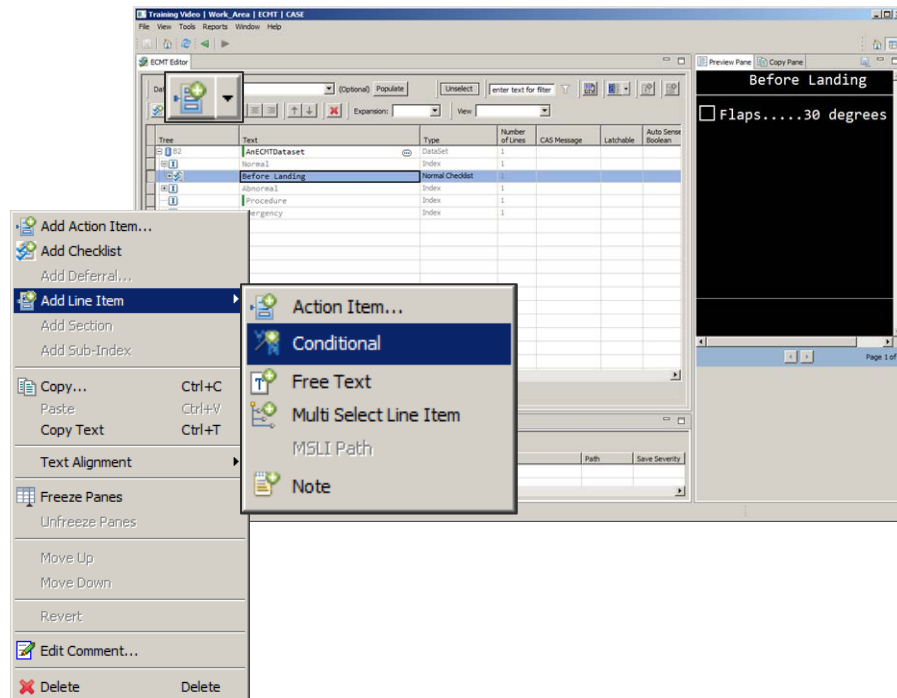 Training Video | Work_Area | ECMT | CASE
File View Tools Reports Window Help
ECMT Editor
Preview Pane Copy Pane
(Optional) Populate Unselect enter text for filter
Expansion: View
Tree Text Type Number of Lines CAS Message Latchable Auto Sense Boolean
82 AnECMTDataset DataSet 1
Normal Index 1
Before Landing Normal Checklist 1
Abnormal Index 1
Procedure Index 1
Index 1
Before Landing
Flaps.....30 degrees
Page 1 of
Path Save Severity
Add Action Item...
Add Checklist
Add Deferral...
Add Line Item
Add Section
Add Sub-Index
Copy... Ctrl+C
Paste Ctrl+V
Copy Text Ctrl+T
Text Alignment
Freeze Panes
Unfreeze Panes
Move Up
Move Down
Revert
Edit Comment...
Delete Delete
Action Item...
Conditional
Free Text
Multi Select Line Item
MSLI Path
Note